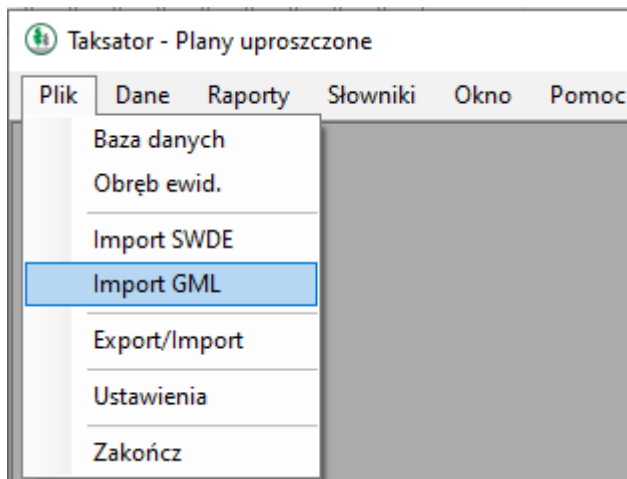 Taksator - Plany uproszczone
Plik Dane Raporty Słowniki Okno Pomoc
Baza danych
Obręb ewid.
Import SWDE
Import GML
Export/Import
Ustawienia
Zakończ